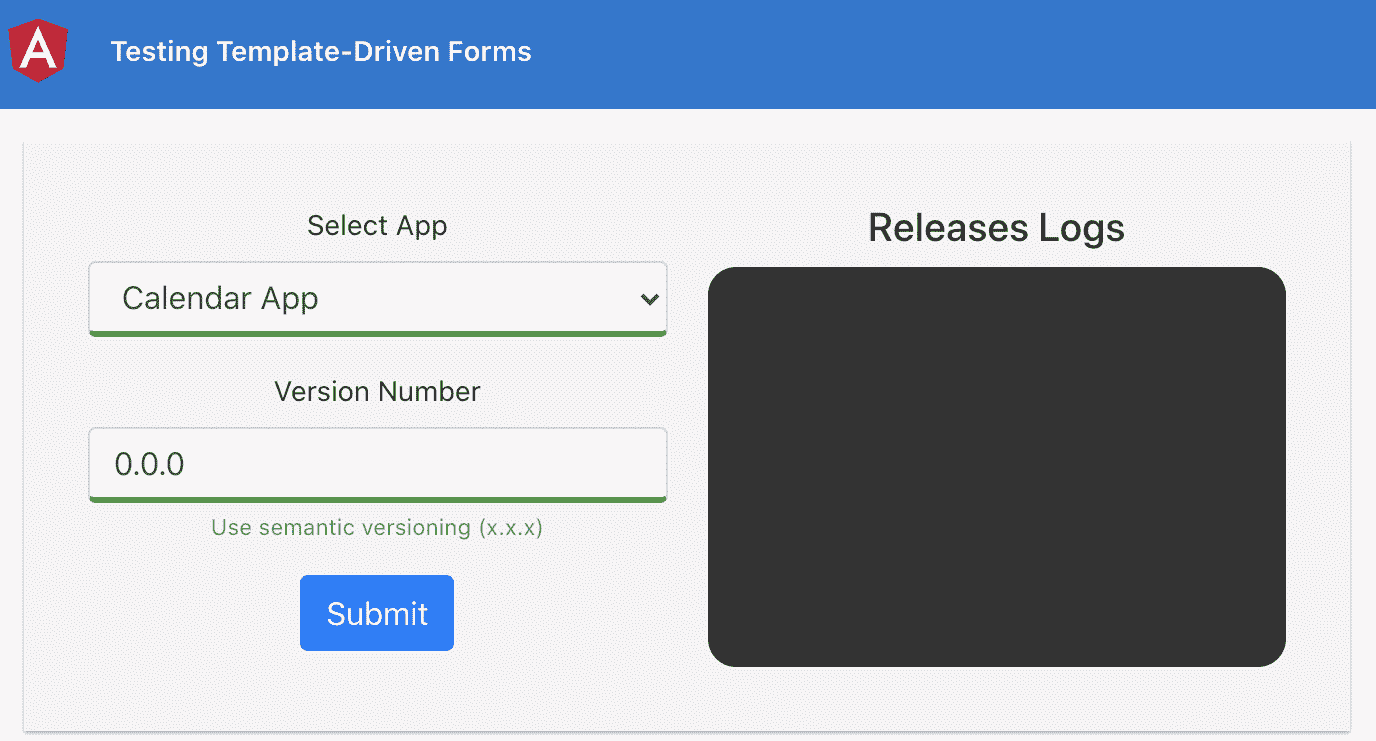 Testing Template-Driven Forms
Select App
Calendar App
Version Number
0.0.0
Use semantic versioning (x.x.x)
Submit
Releases Logs